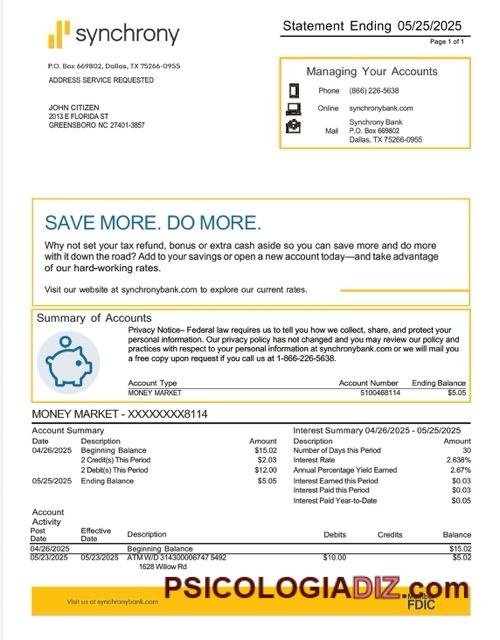 synchrony
Statement Ending 05/25/2025
Page 1 of 1
P.O. Box 669802, Dallas, TX 75266-0955
ADDRESS SERVICE REQUESTED
JOHN CITIZEN
2013 E FLORIDA ST
GREENSBORO NC 27401-3857
Managing Your Accounts
Phone (866) 226-5638
Online synchronybank.com
Mail Synchrony Bank
P.O. Box 669802
Dallas, TX 75266-0955
SAVE MORE. DO MORE.
Why not set your tax refund, bonus or extra cash aside so you can save more and do more
with it down the road? Add to your savings or open a new account today—and take advantage
of our hard-working rates.
Visit our website at synchronybank.com to explore our current rates.
Summary of Accounts
Privacy Notice– Federal law requires us to tell you how we collect, share, and protect your
personal information. Our privacy policy has not changed and you may review our policy and
practices with respect to your personal information at synchronybank.com or we will mail you
a free copy upon request if you call us at 1-866-226-5638.
Account Type Account Number Ending Balance
MONEY MARKET 5100468114 $5.05
MONEY MARKET - XXXXXXXX8114
Account Summary
Date Description Amount
04/26/2025 Beginning Balance $15.02
2 Credit(s) This Period $2.03
2 Debit(s) This Period $12.00
05/25/2025 Ending Balance $5.05
Interest Summary 04/26/2025 - 05/25/2025
Description Amount
Number of Days this Period 30
Interest Rate 2.638%
Annual Percentage Yield Earned 2.67%
Interest Earned this Period $0.03
Interest Paid this Period $0.03
Interest Paid Year-to-Date $0.05
Account
Activity
Post Date Effective Date Description Debits Credits Balance
04/26/2025 Beginning Balance $15.02
05/23/2025 05/23/2025 ATM W/D 314300006747 5492 $10.00 $5.02
1628 Willow Rd
PSICOLOGIADIZ.com
Visit us at synchronybank.com
FDIC